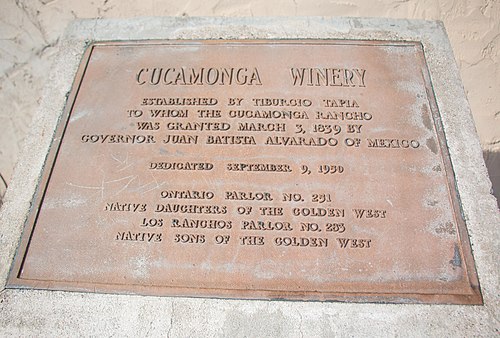 CUCAMONGA WINERY
ESTABLISHED BY TIBURCIO TAPIA
TO WHOM THE CUCAMONGA RANCHO
WAS GRANTED MARCH 3, 1839 BY
GOVERNOR JUAN BATISTA ALVARADO OF MEXICO
DEDICATED SEPTEMBER 9, 1950
ONTARIO PARLOR NO. 251
NATIVE DAUGHTERS OF THE GOLDEN WEST
LOS RANCHOS PARLOR NO. 283
NATIVE SONS OF THE GOLDEN WEST